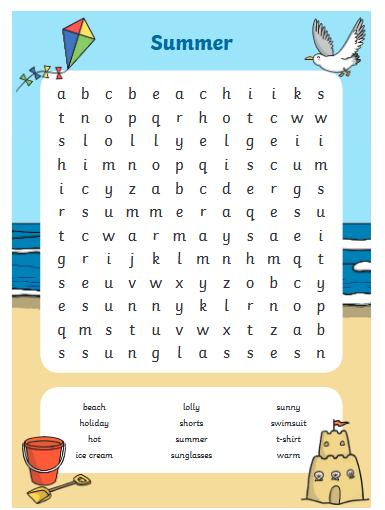 Summer
a b c b e a c h i i k s
t n o p q r h o t c w w
s l o l l y e l g e i i
h i m n o p q i s c u m
i c y z a b c d e r g s
r s u m m e r a q e s u
t c w a r m a y s a e i
g r i j k l m n h m q t
s e u v w x y z o b c y
e s u n n y k l r n o p
q m s t u v w x t z a b
s s u n g l a s s e s n
beach lolly sunny
holiday shorts swimsuit
hot summer t-shirt
ice cream sunglasses warm